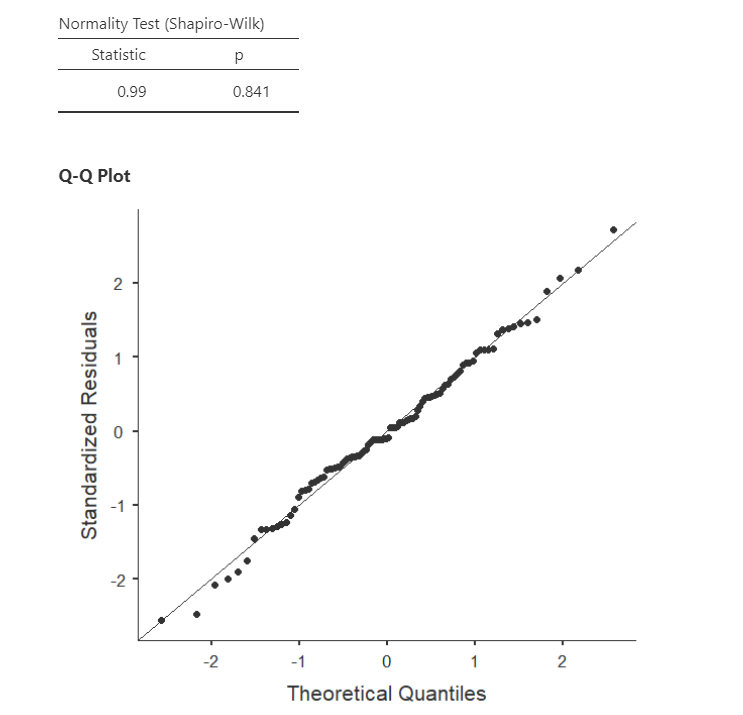 Normality Test (Shapiro-Wilk)
Statistic p
0.99 0.841
Q-Q Plot
2
1
0
-1
-2
Standardized Residuals
-2 -1 0 1 2
Theoretical Quantiles